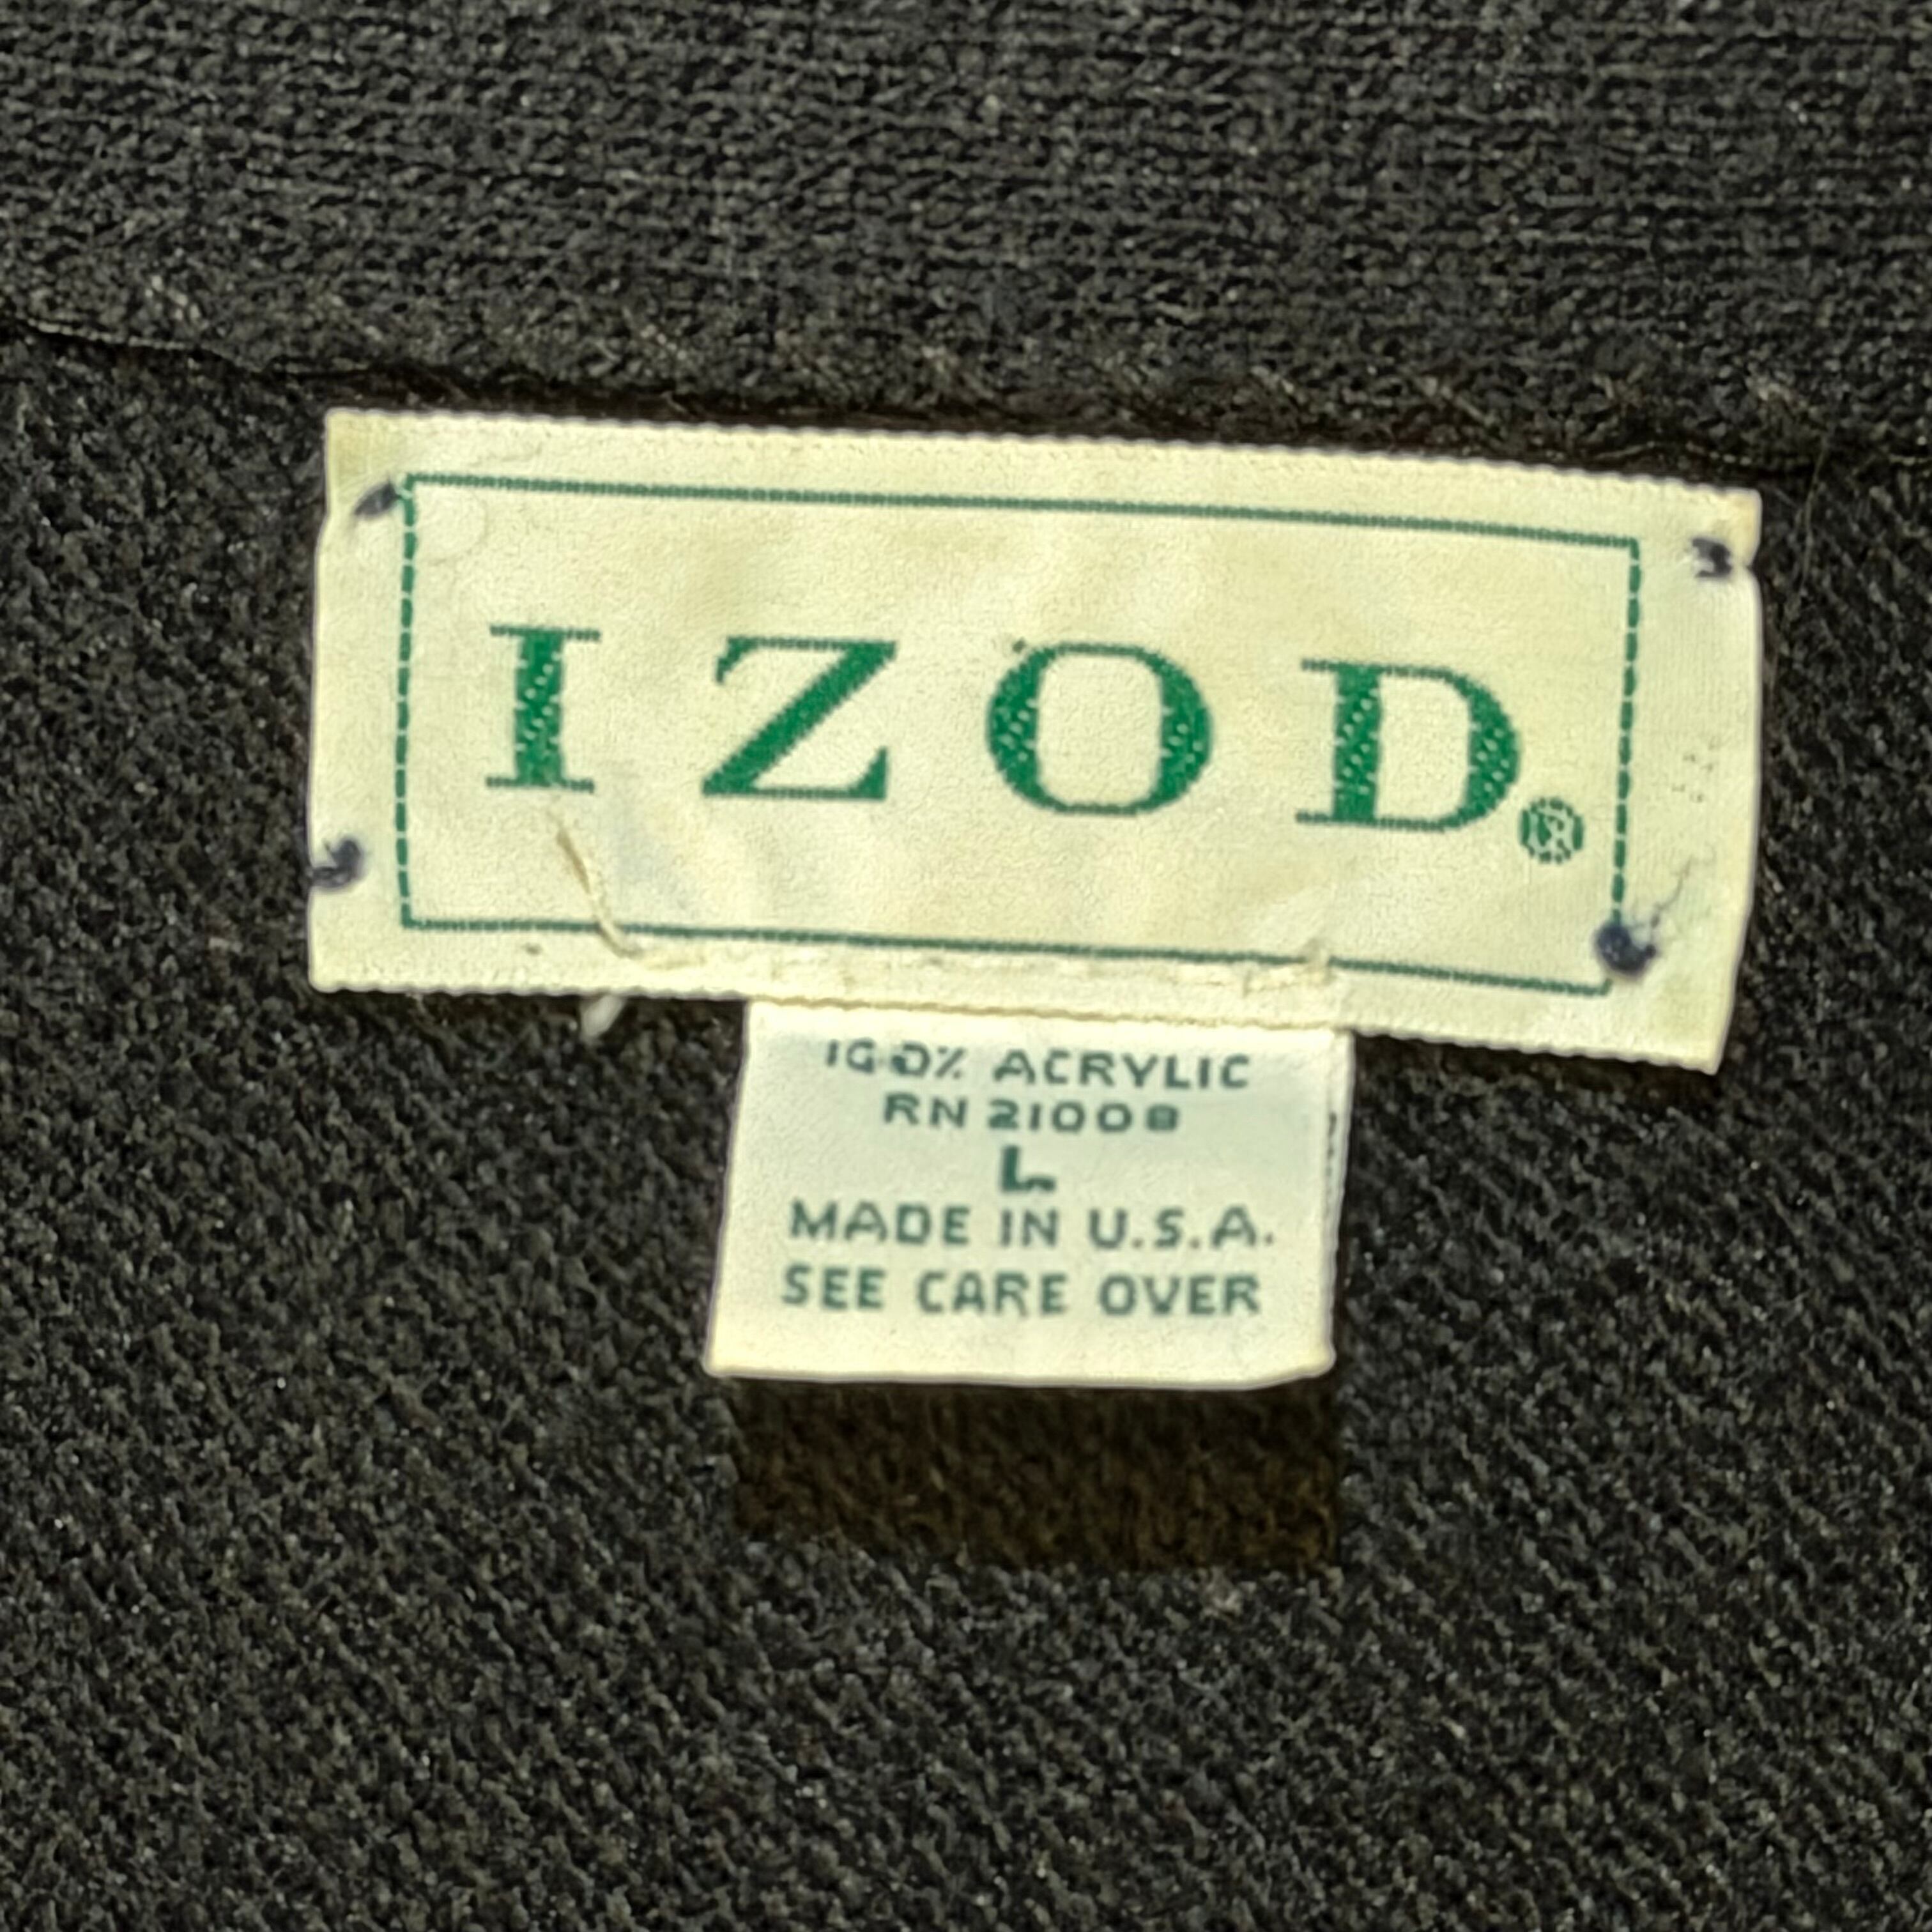 IZOD®
100% ACRYLIC
RN 21008
L
MADE IN U.S.A.
SEE CARE OVER